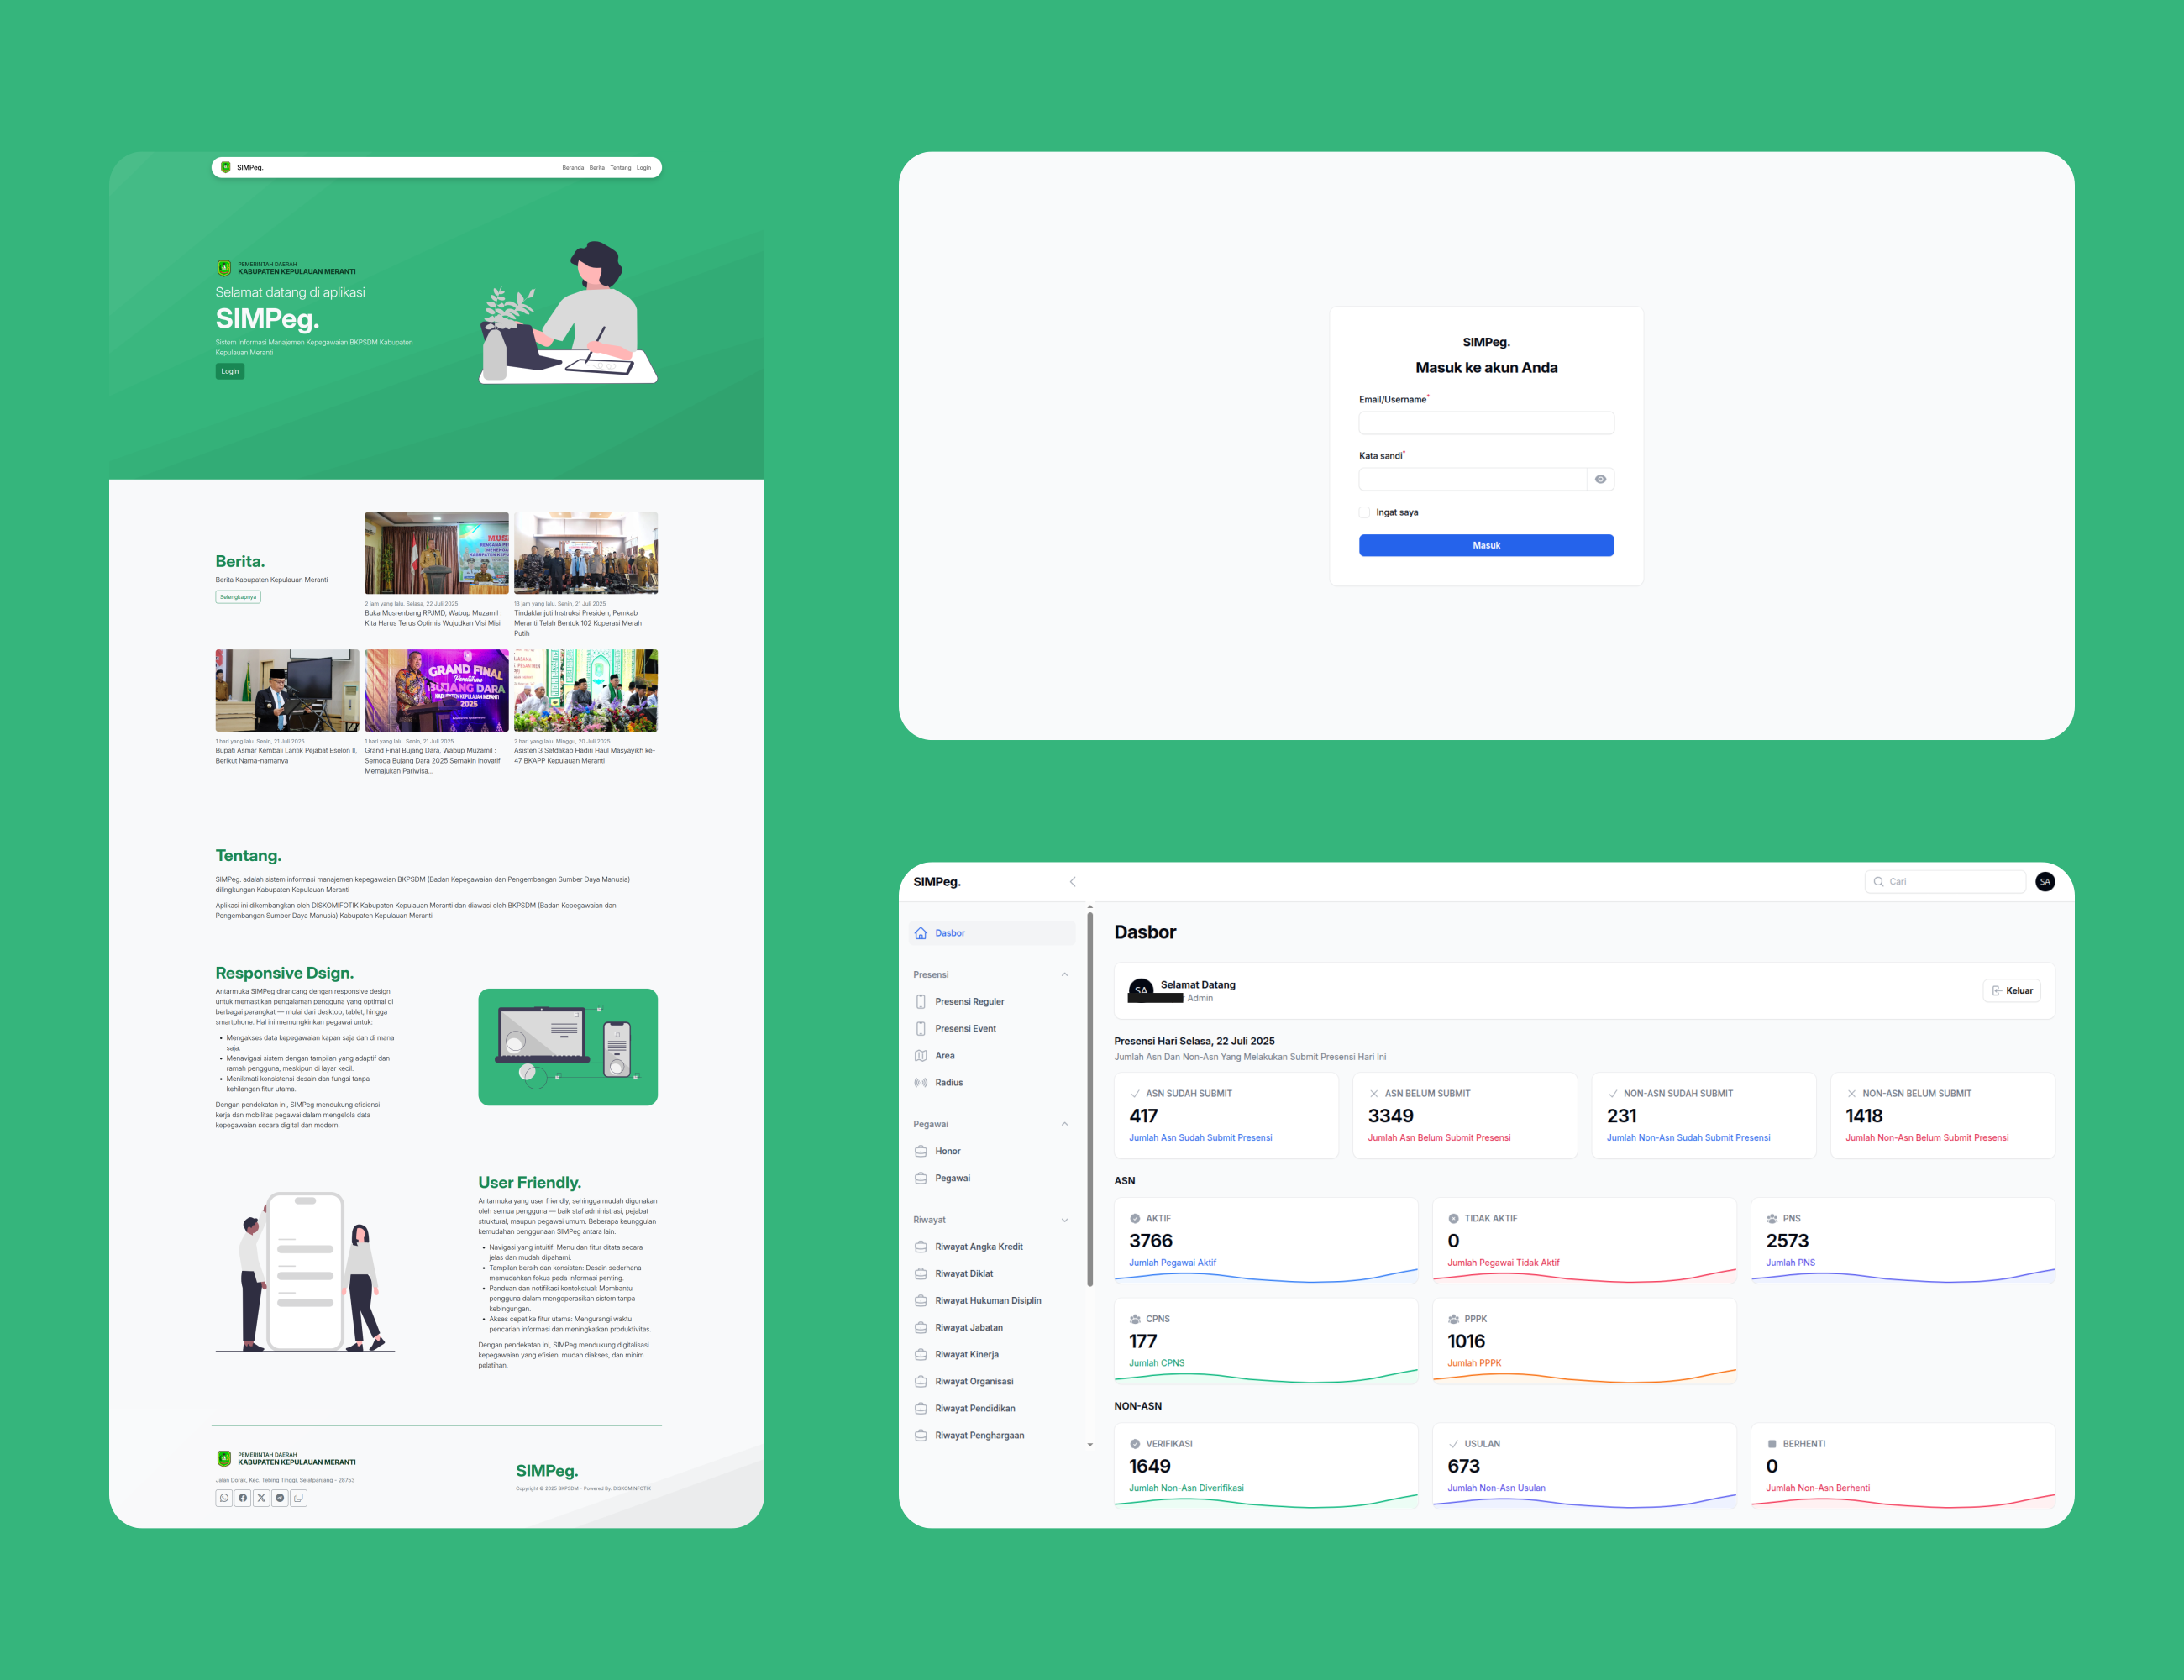 SIMPeg.
Beranda Berita Tentang Login
PEMERINTAH DAERAH
KABUPATEN KEPULAUAN MERANTI
Selamat datang di aplikasi
SIMPeg.
Sistem Informasi Manajemen Kepegawaian BKPSDM Kabupaten
Kepulauan Meranti
Login
Berita.
Berita Kabupaten Kepulauan Meranti
Selengkapnya
2 jam yang lalu. Selasa, 22 Juli 2025
Buka Musrenbang RPJMD, Wabup Muzamil :
Kita Harus Terus Optimis Wujudkan Visi Misi
13 jam yang lalu. Senin, 21 Juli 2025
Tindaklanjuti Instruksi Presiden, Pemkab
Meranti Telah Bentuk 102 Koperasi Merah
Putih
GRAND FINAL
Pemilihan
BUJANG DARA
KABUPATEN KEPULAUAN MERANTI
2025
1 hari yang lalu. Senin, 21 Juli 2025
Bupati Asmar Kembali Lantik Pejabat Eselon II,
Berikut Nama-namanya
1 hari yang lalu. Senin, 21 Juli 2025
Grand Final Bujang Dara, Wabup Muzamil :
Semoga Bujang Dara 2025 Semakin Inovatif
Memajukan Pariwisa...
2 hari yang lalu. Minggu, 20 Juli 2025
Asisten 3 Setdakab Hadiri Haul Masyayikh ke-
47 BKAPP Kepulauan Meranti
Tentang.
SIMPeg. adalah sistem informasi manajemen kepegawaian BKPSDM (Badan Kepegawaian dan Pengembangan Sumber Daya Manusia)
dilingkungan Kabupaten Kepulauan Meranti
Aplikasi ini dikembangkan oleh DISKOMIFOTIK Kabupaten Kepulauan Meranti dan diawasi oleh BKPSDM (Badan Kepegawaian dan
Pengembangan Sumber Daya Manusia) Kabupaten Kepulauan Meranti
Responsive Dsign.
Antarmuka SIMPeg dirancang dengan responsive design
untuk memastikan pengalaman pengguna yang optimal di
berbagai perangkat — mulai dari desktop, tablet, hingga
smartphone. Hal ini memungkinkan pegawai untuk:
• Mengakses data kepegawaian kapan saja dan di mana
saja.
• Menavigasi sistem dengan tampilan yang adaptif dan
ramah pengguna, meskipun di layar kecil.
• Menikmati konsistensi desain dan fungsi tanpa
kehilangan fitur utama.
Dengan pendekatan ini, SIMPeg mendukung efisiensi
kerja dan mobilitas pegawai dalam mengelola data
kepegawaian secara digital dan modern.
User Friendly.
Antarmuka yang user friendly, sehingga mudah digunakan
oleh semua pengguna — baik staf administrasi, pejabat
struktural, maupun pegawai umum. Beberapa keunggulan
kemudahan penggunaan SIMPeg antara lain:
• Navigasi yang intuitif: Menu dan fitur ditata secara
jelas dan mudah dipahami.
• Tampilan bersih dan konsisten: Desain sederhana
memudahkan fokus pada informasi penting.
• Panduan dan notifikasi kontekstual: Membantu
pengguna dalam mengoperasikan sistem tanpa
kebingungan.
• Akses cepat ke fitur utama: Mengurangi waktu
pencarian informasi dan meningkatkan produktivitas.
Dengan pendekatan ini, SIMPeg mendukung digitalisasi
kepegawaian yang efisien, mudah diakses, dan minim
pelatihan.
PEMERINTAH DAERAH
KABUPATEN KEPULAUAN MERANTI
Jalan Dorak, Kec. Tebing Tinggi, Selatpanjang - 28753
SIMPeg.
Copyright © 2025 BKPSDM - Powered By. DISKOMINFOTIK
SIMPeg.
Masuk ke akun Anda
Email/Username*
Kata sandi*
Ingat saya
Masuk
SIMPeg.
Cari
SA
Dasbor
Presensi
Presensi Reguler
Presensi Event
Area
Radius
Pegawai
Honor
Pegawai
Riwayat
Riwayat Angka Kredit
Riwayat Diklat
Riwayat Hukuman Disiplin
Riwayat Jabatan
Riwayat Kinerja
Riwayat Organisasi
Riwayat Pendidikan
Riwayat Penghargaan
Dasbor
SA
Selamat Datang
Admin
Keluar
Presensi Hari Selasa, 22 Juli 2025
Jumlah Asn Dan Non-Asn Yang Melakukan Submit Presensi Hari Ini
ASN SUDAH SUBMIT
417
Jumlah Asn Sudah Submit Presensi
ASN BELUM SUBMIT
3349
Jumlah Asn Belum Submit Presensi
NON-ASN SUDAH SUBMIT
231
Jumlah Non-Asn Sudah Submit Presensi
NON-ASN BELUM SUBMIT
1418
Jumlah Non-Asn Belum Submit Presensi
ASN
AKTIF
3766
Jumlah Pegawai Aktif
TIDAK AKTIF
0
Jumlah Pegawai Tidak Aktif
PNS
2573
Jumlah PNS
CPNS
177
Jumlah CPNS
PPPK
1016
Jumlah PPPK
NON-ASN
VERIFIKASI
1649
Jumlah Non-Asn Diverifikasi
USULAN
673
Jumlah Non-Asn Usulan
BERHENTI
0
Jumlah Non-Asn Berhenti